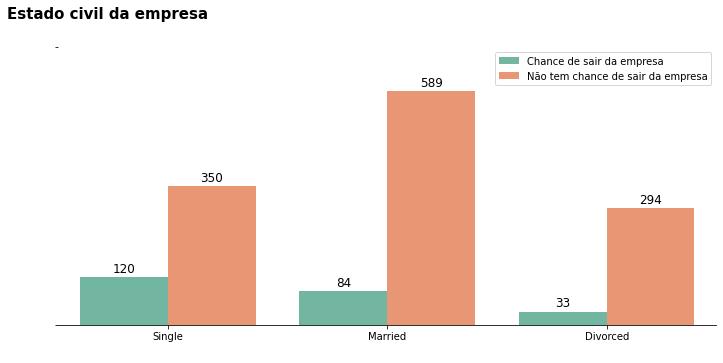 Estado civil da empresa
-
Chance de sair da empresa
Não tem chance de sair da empresa
589
350
294
120
84
33
Single
Married
Divorced